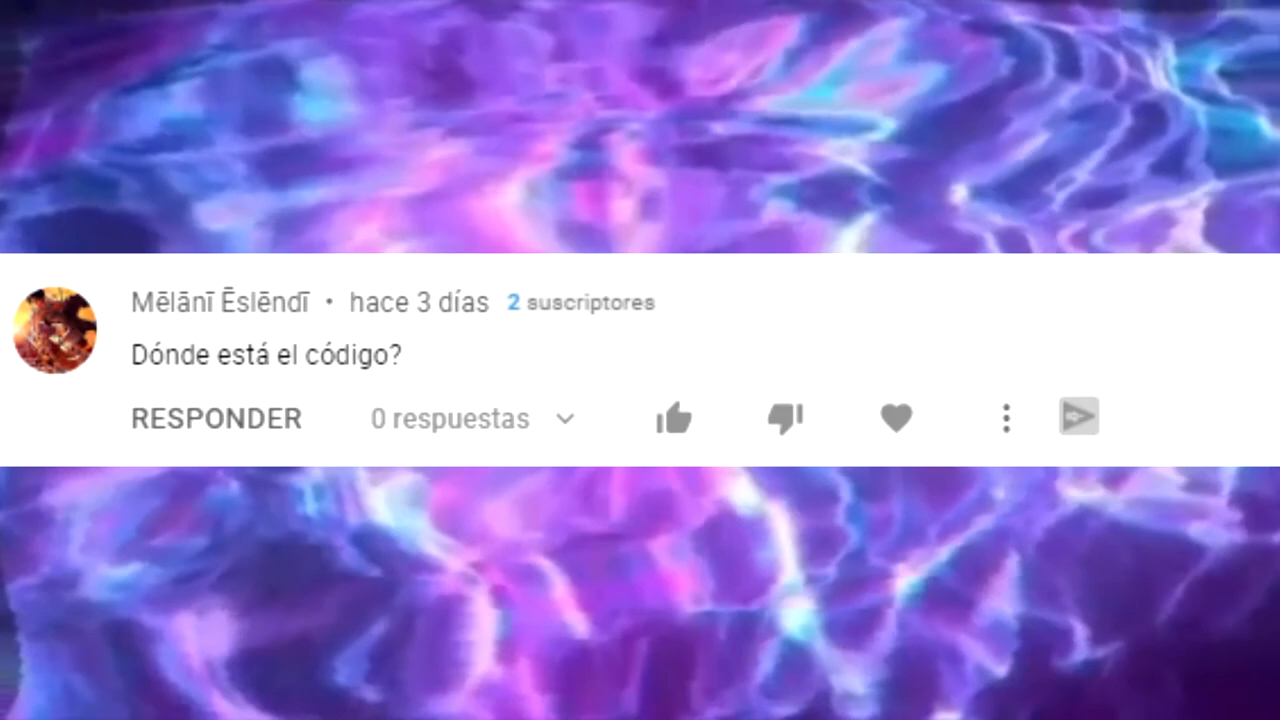 Mēlānī Ēslēndī • hace 3 días 2 suscriptores
Dónde está el código?
RESPONDER 0 respuestas